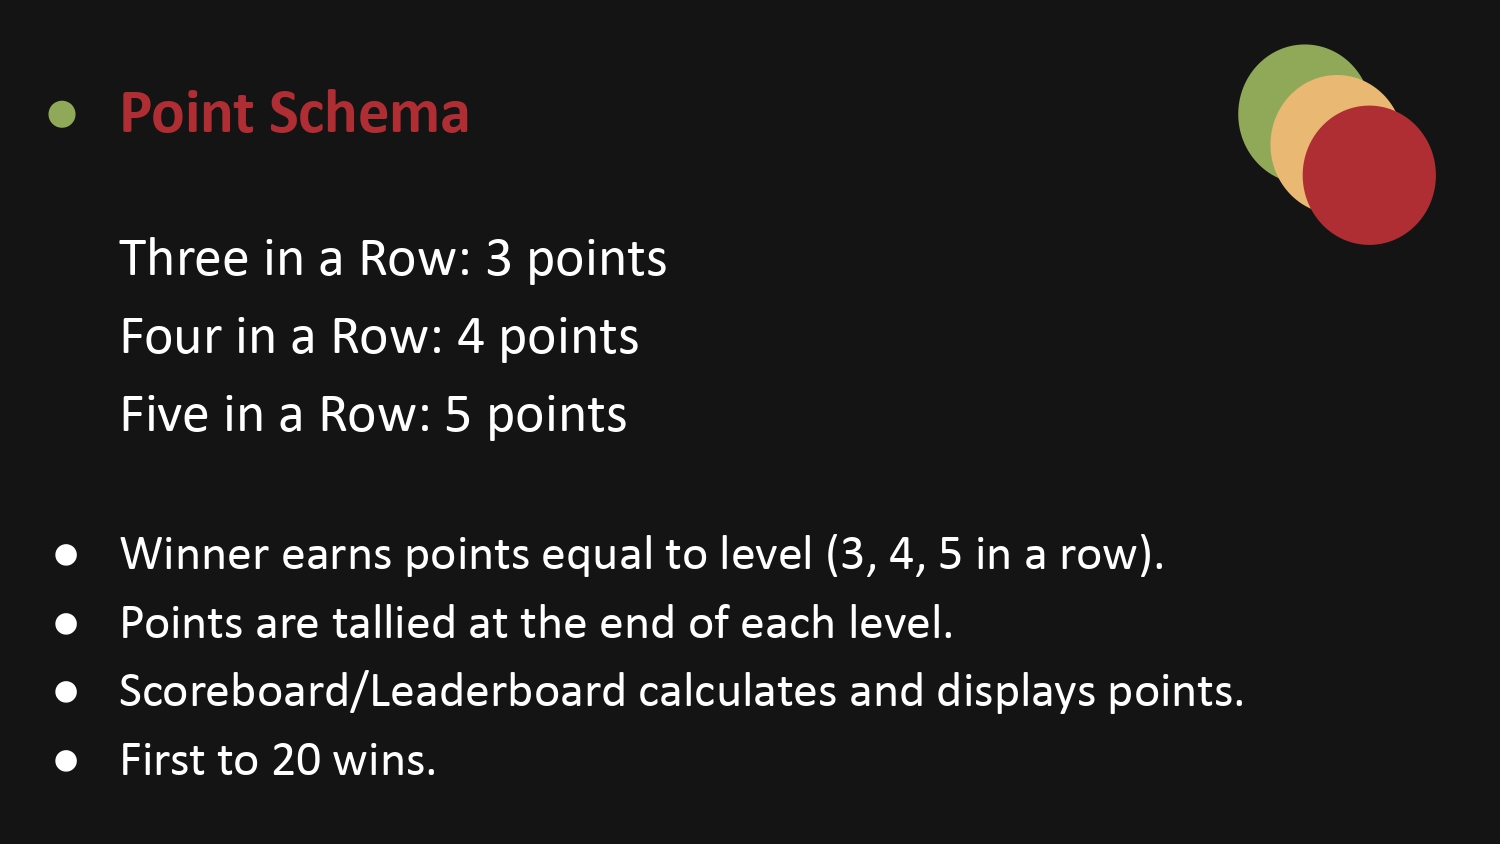 Point Schema
Three in a Row: 3 points
Four in a Row: 4 points
Five in a Row: 5 points
Winner earns points equal to level (3, 4, 5 in a row).
Points are tallied at the end of each level.
Scoreboard/Leaderboard calculates and displays points.
First to 20 wins.